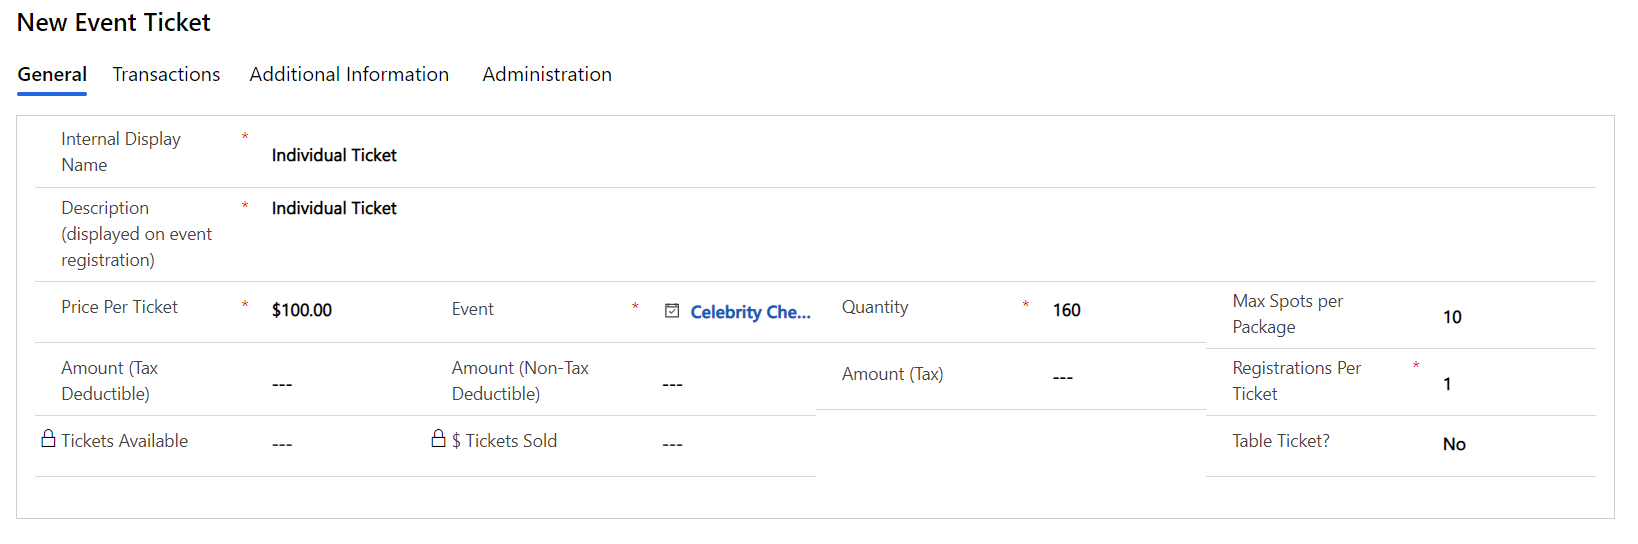 New Event Ticket
General Transactions Additional Information Administration
Internal Display
Name
*
Individual Ticket
Description
(displayed on event
registration)
*
Individual Ticket
Price Per Ticket * $100.00
Event * Celebrity Che...
Quantity * 160
Max Spots per
Package
10
Amount (Tax
Deductible)
---
Amount (Non-Tax
Deductible)
---
Amount (Tax) ---
Registrations Per
Ticket
*
1
Tickets Available ---
$ Tickets Sold ---
Table Ticket? No